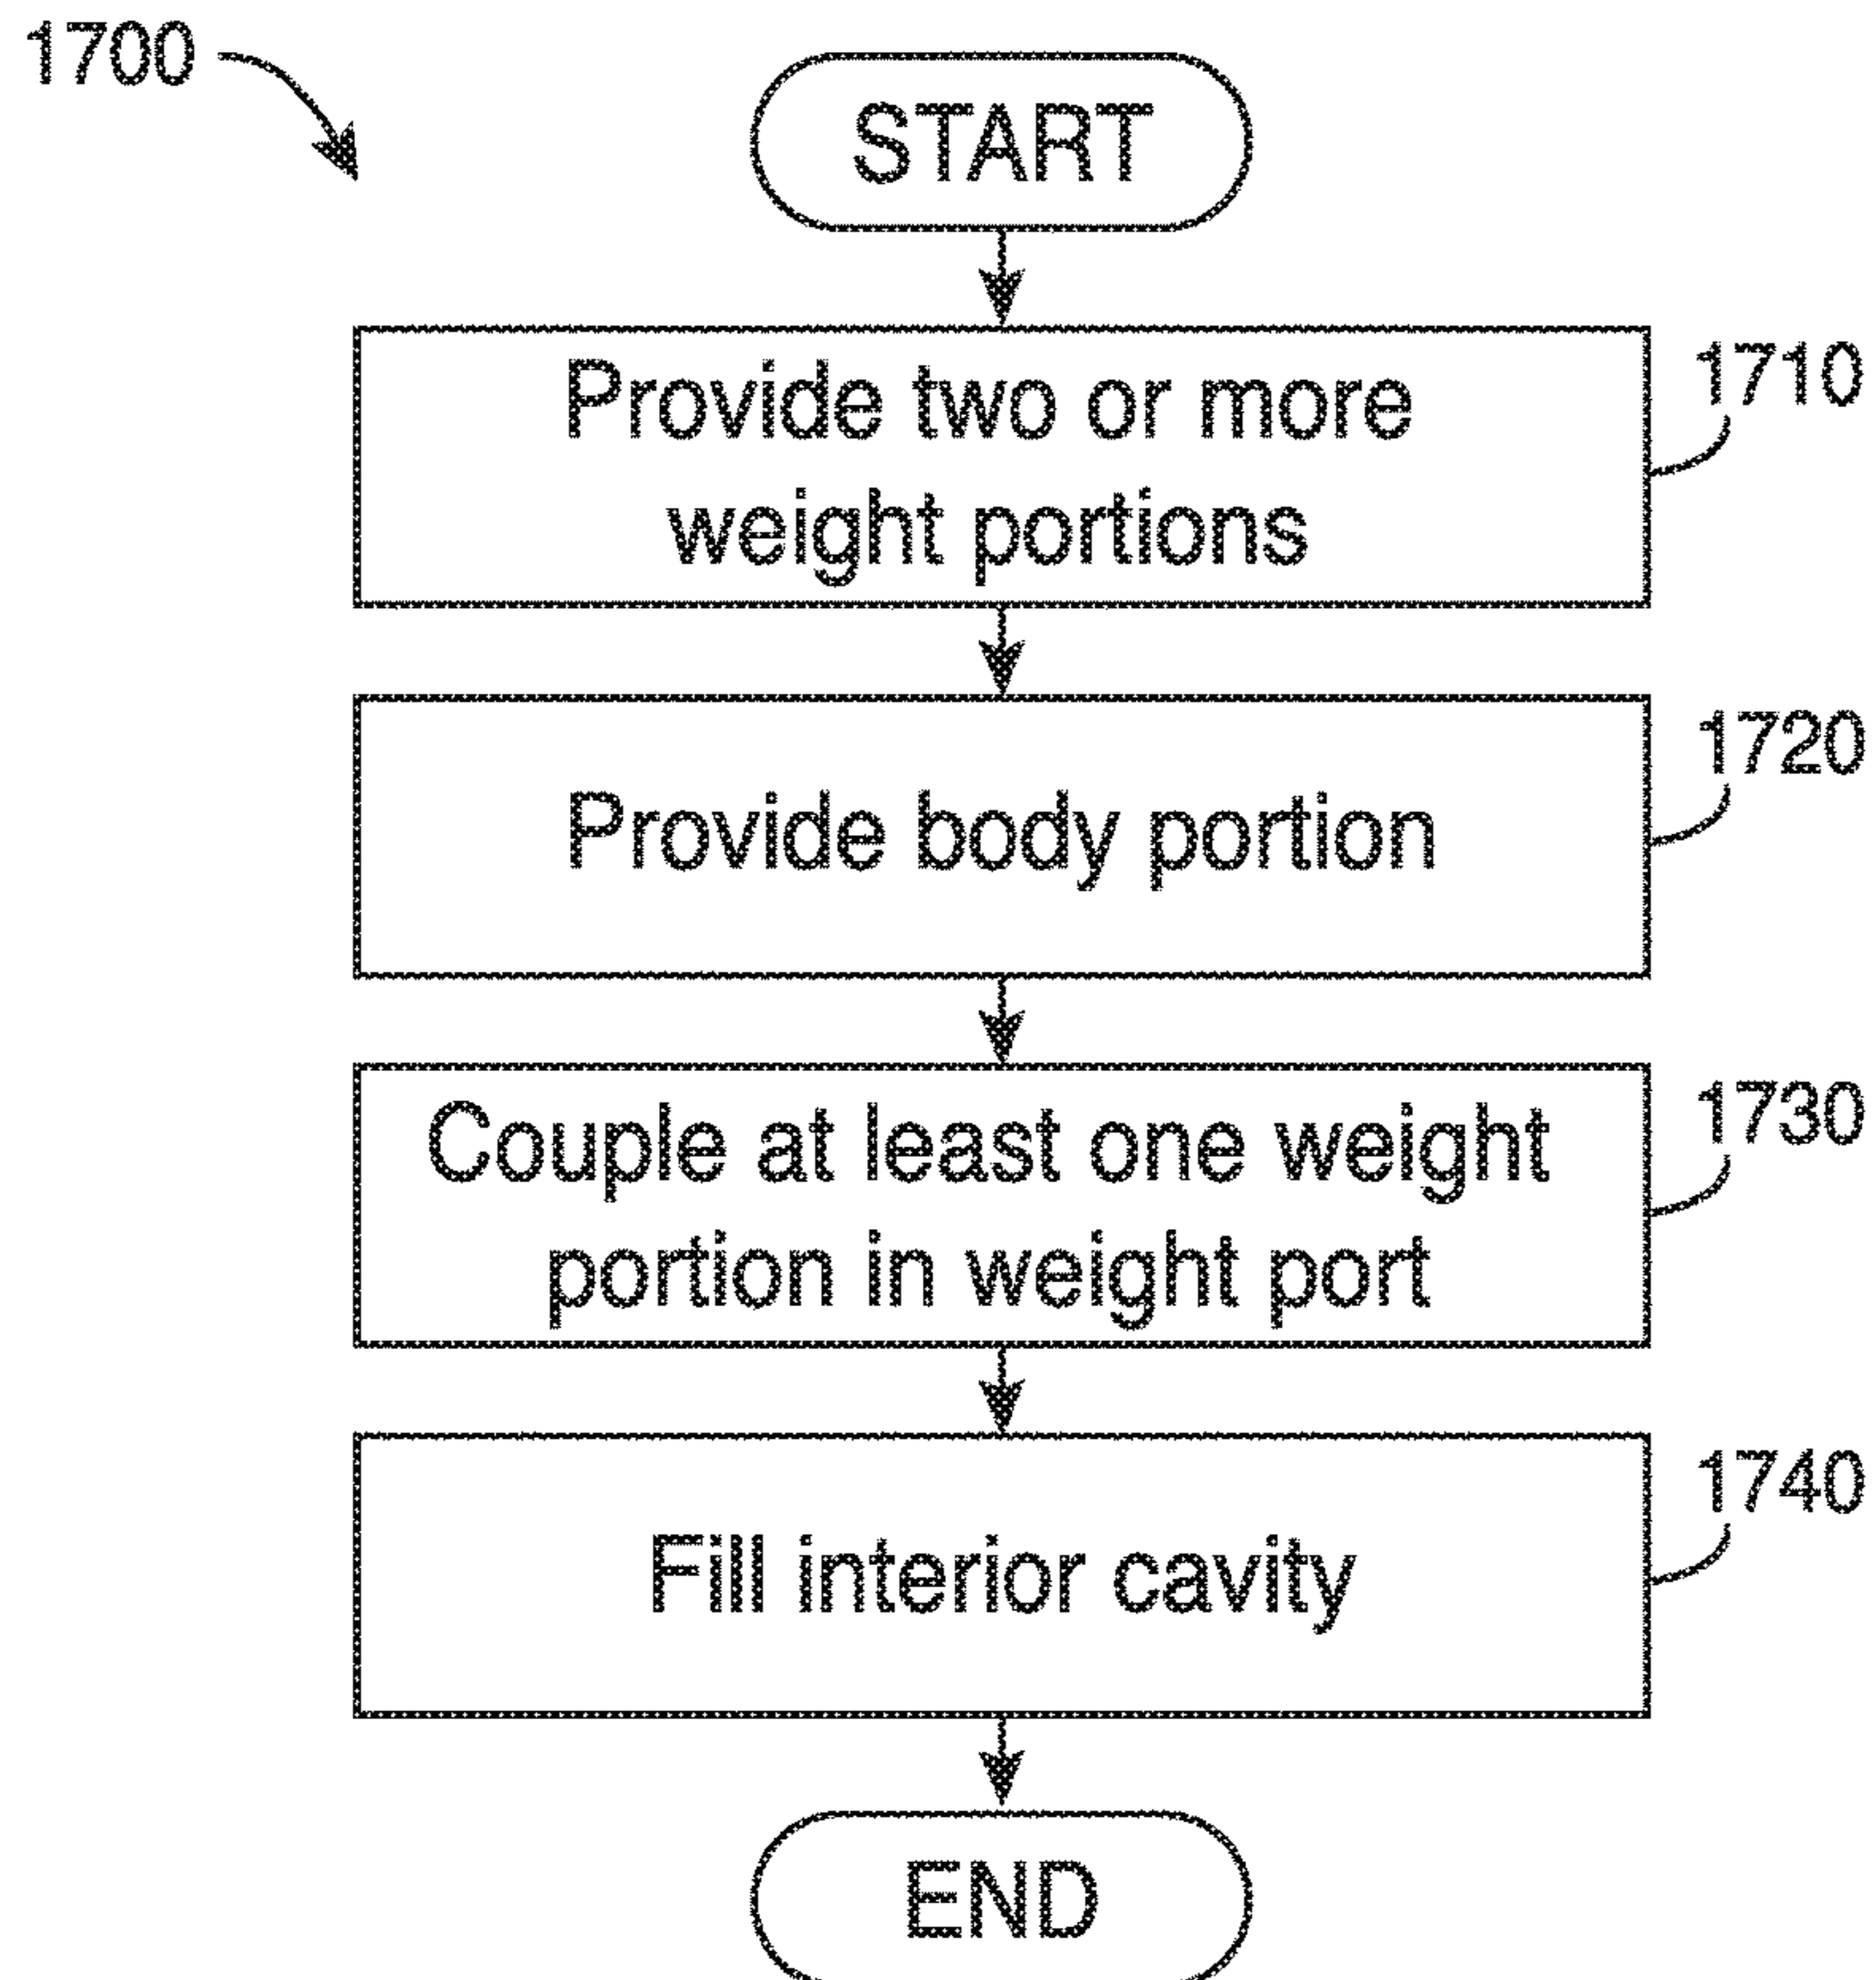 1700
START
Provide two or more
weight portions
1710
Provide body portion
1720
Couple at least one weight
portion in weight port
1730
Fill interior cavity
1740
END